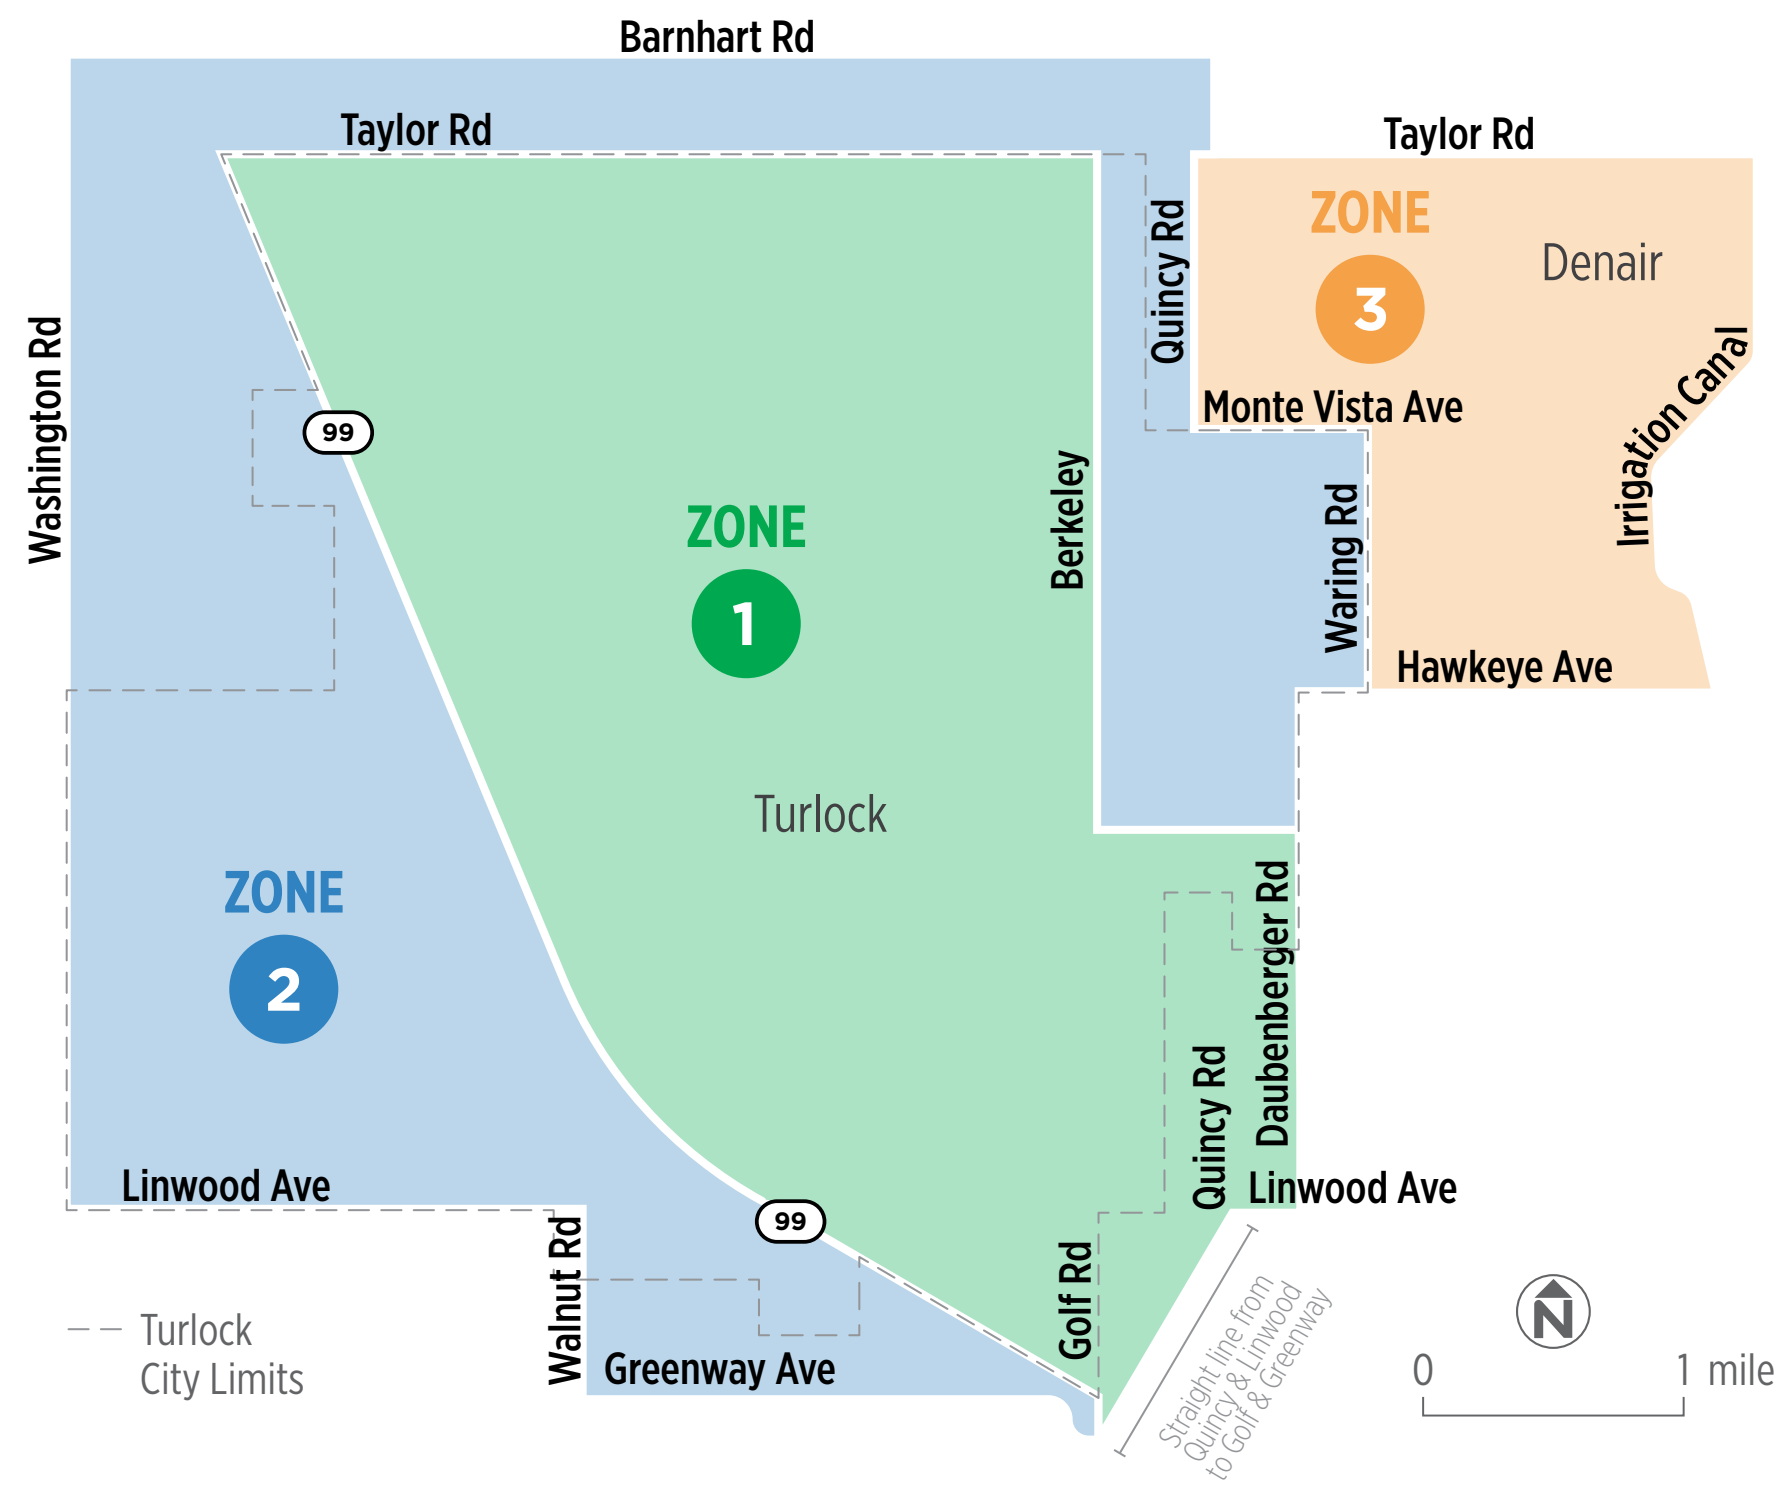 Barnhart Rd
Taylor Rd
Taylor Rd
ZONE
3
Denair
Quincy Rd
Washington Rd
Irrigation Canal
Monte Vista Ave
99
Berkeley
Waring Rd
ZONE
1
Hawkeye Ave
Turlock
ZONE
2
Daubenberger Rd
Quincy Rd
Linwood Ave
Linwood Ave
99
Walnut Rd
Golf Rd
Greenway Ave
Straight line from
Quincy & Linwood
to Golf & Greenway
Turlock
City Limits
N
0 1 mile